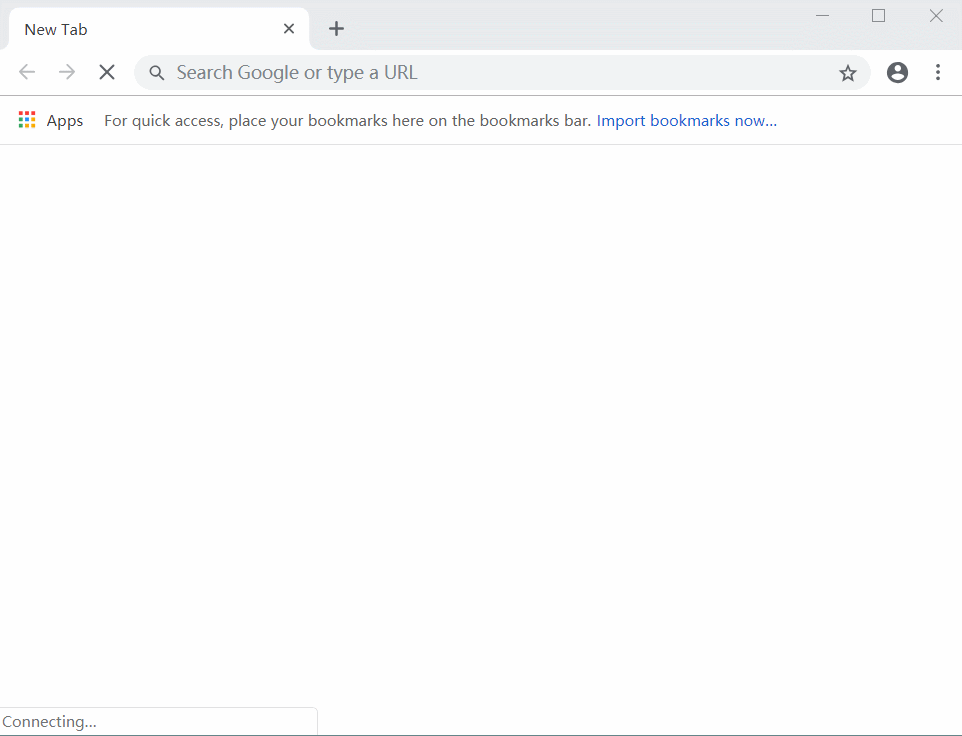 New Tab
Search Google or type a URL
Apps For quick access, place your bookmarks here on the bookmarks bar. Import bookmarks now...
Connecting...